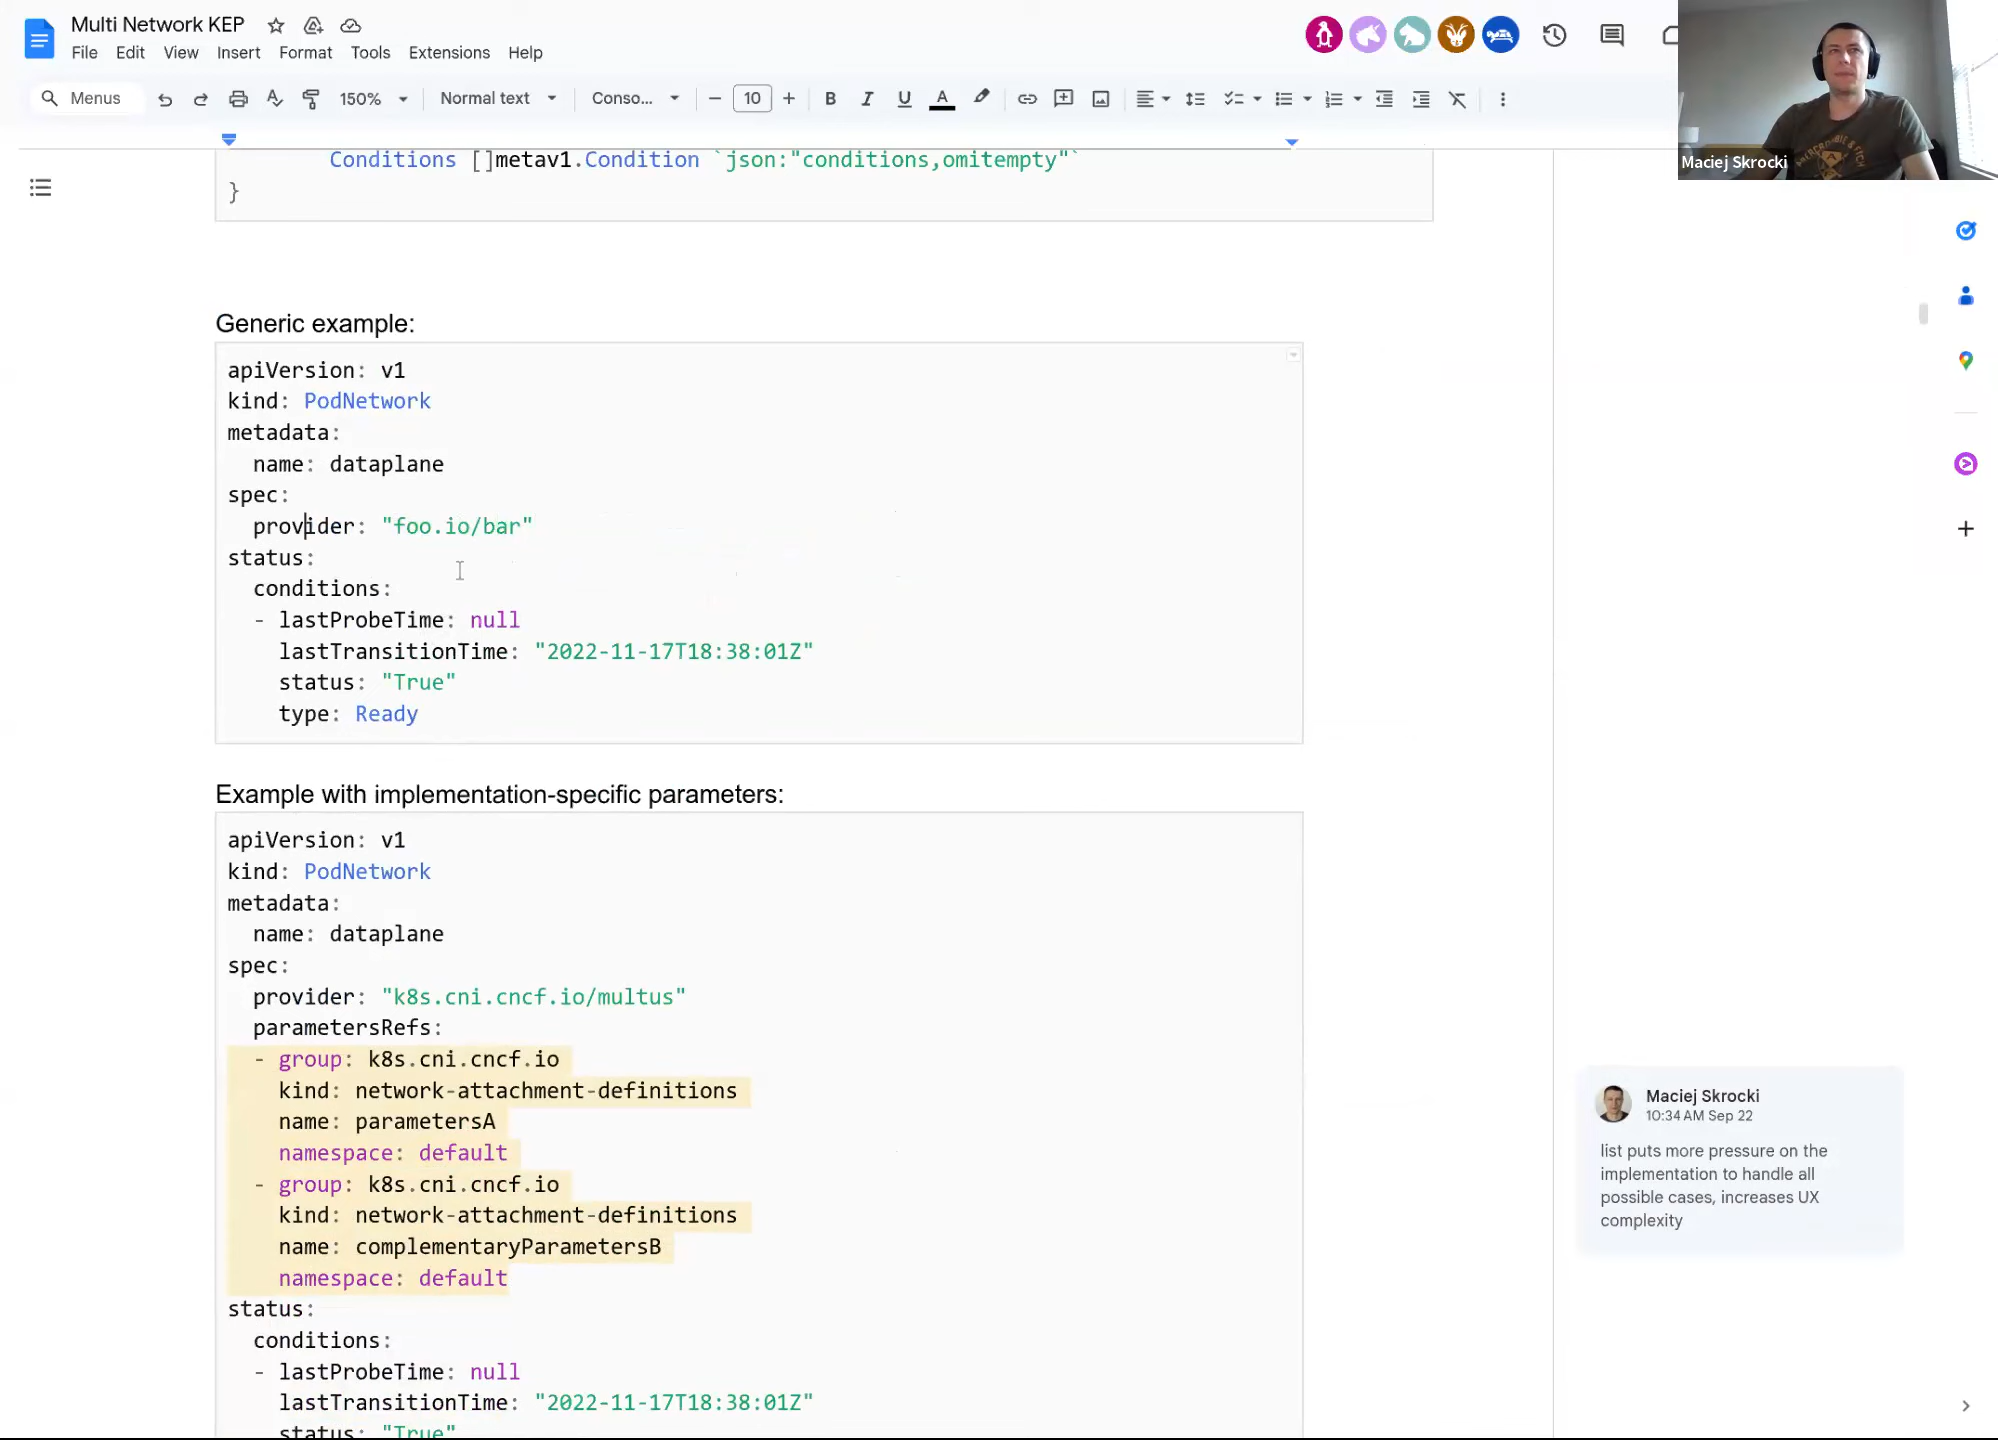 Multi Network KEP
File Edit View Insert Format Tools Extensions Help
Menus 150% Normal text Conso... 10 B I U A
Maciej Skrocki
Conditions []metav1.Condition `json:"conditions,omitempty"`
}
Generic example:
apiVersion: v1
kind: PodNetwork
metadata:
name: dataplane
spec:
provider: "foo.io/bar"
status:
conditions:
- lastProbeTime: null
lastTransitionTime: "2022-11-17T18:38:01Z"
status: "True"
type: Ready
Example with implementation-specific parameters:
apiVersion: v1
kind: PodNetwork
metadata:
name: dataplane
spec:
provider: "k8s.cni.cncf.io/multus"
parametersRefs:
- group: k8s.cni.cncf.io
kind: network-attachment-definitions
name: parametersA
namespace: default
- group: k8s.cni.cncf.io
kind: network-attachment-definitions
name: complementaryParametersB
namespace: default
status:
conditions:
- lastProbeTime: null
lastTransitionTime: "2022-11-17T18:38:01Z"
status: "True"
Maciej Skrocki
10:34 AM Sep 22
list puts more pressure on the
implementation to handle all
possible cases, increases UX
complexity